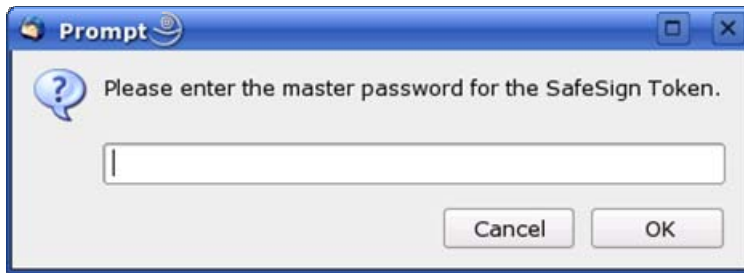 Prompt
Please enter the master password for the SafeSign Token.
Cancel OK